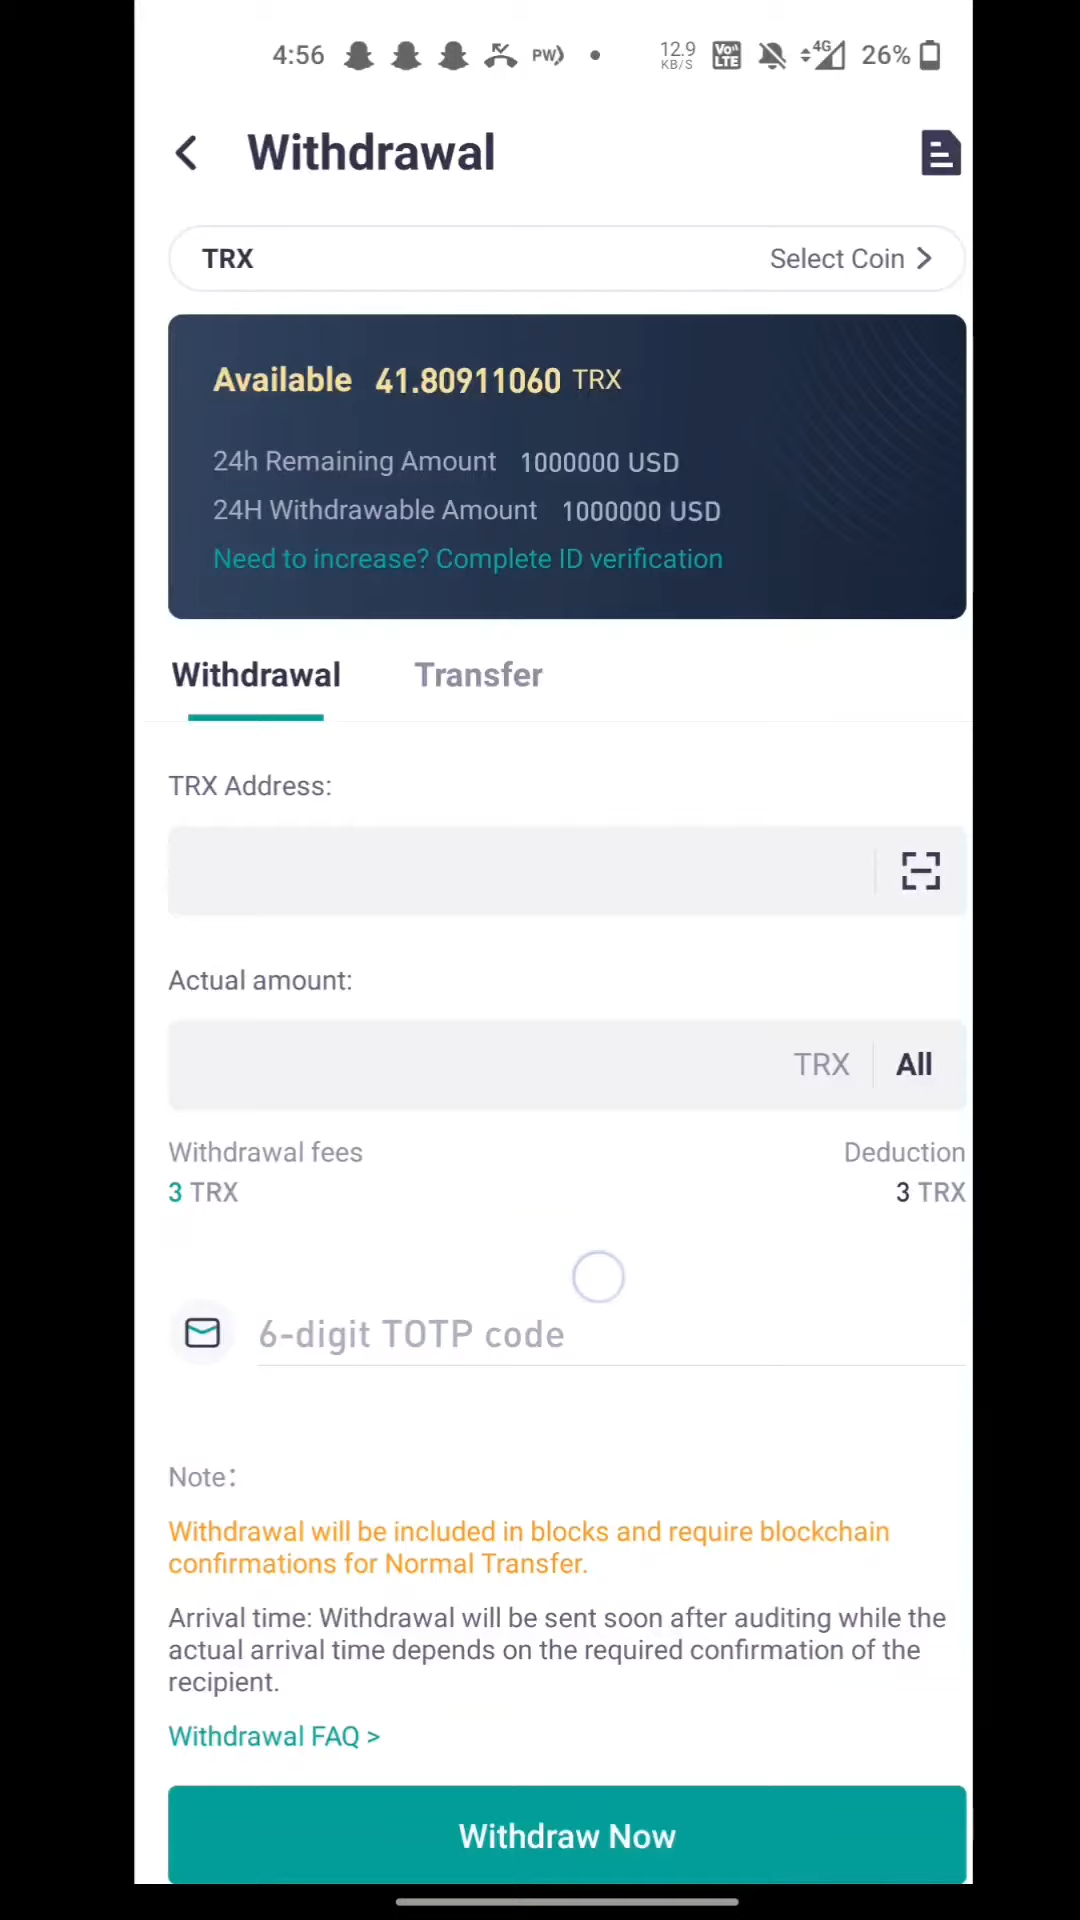 4:56 PW) 12.9 KB/S Vo)) LTE 4G 26%
Withdrawal
TRX Select Coin >
Available 41.80911060 TRX
24h Remaining Amount 1000000 USD
24H Withdrawable Amount 1000000 USD
Need to increase? Complete ID verification
Withdrawal Transfer
TRX Address:
Actual amount:
TRX All
Withdrawal fees Deduction
3 TRX 3 TRX
6-digit TOTP code
Note:
Withdrawal will be included in blocks and require blockchain
confirmations for Normal Transfer.
Arrival time: Withdrawal will be sent soon after auditing while the
actual arrival time depends on the required confirmation of the
recipient.
Withdrawal FAQ >
Withdraw Now